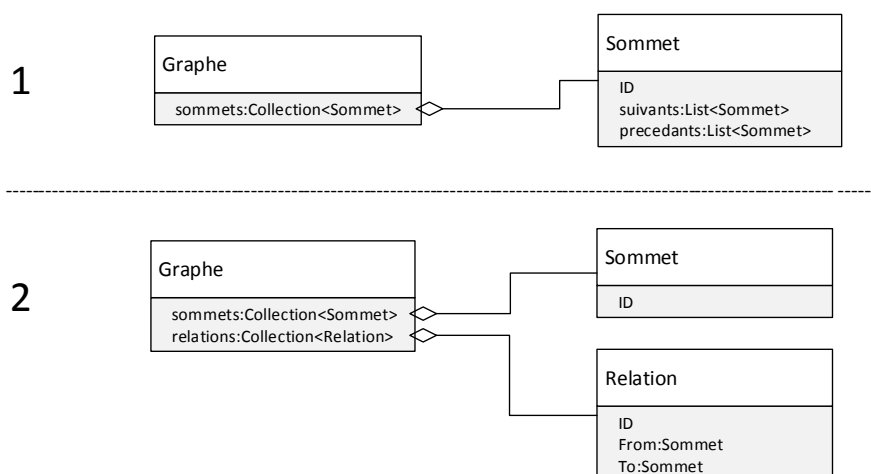 1
Graphe
sommets:Collection<Sommet>
Sommet
ID
suivants:List<Sommet>
precedants:List<Sommet>
2
Graphe
sommets:Collection<Sommet>
relations:Collection<Relation>
Sommet
ID
Relation
ID
From:Sommet
To:Sommet